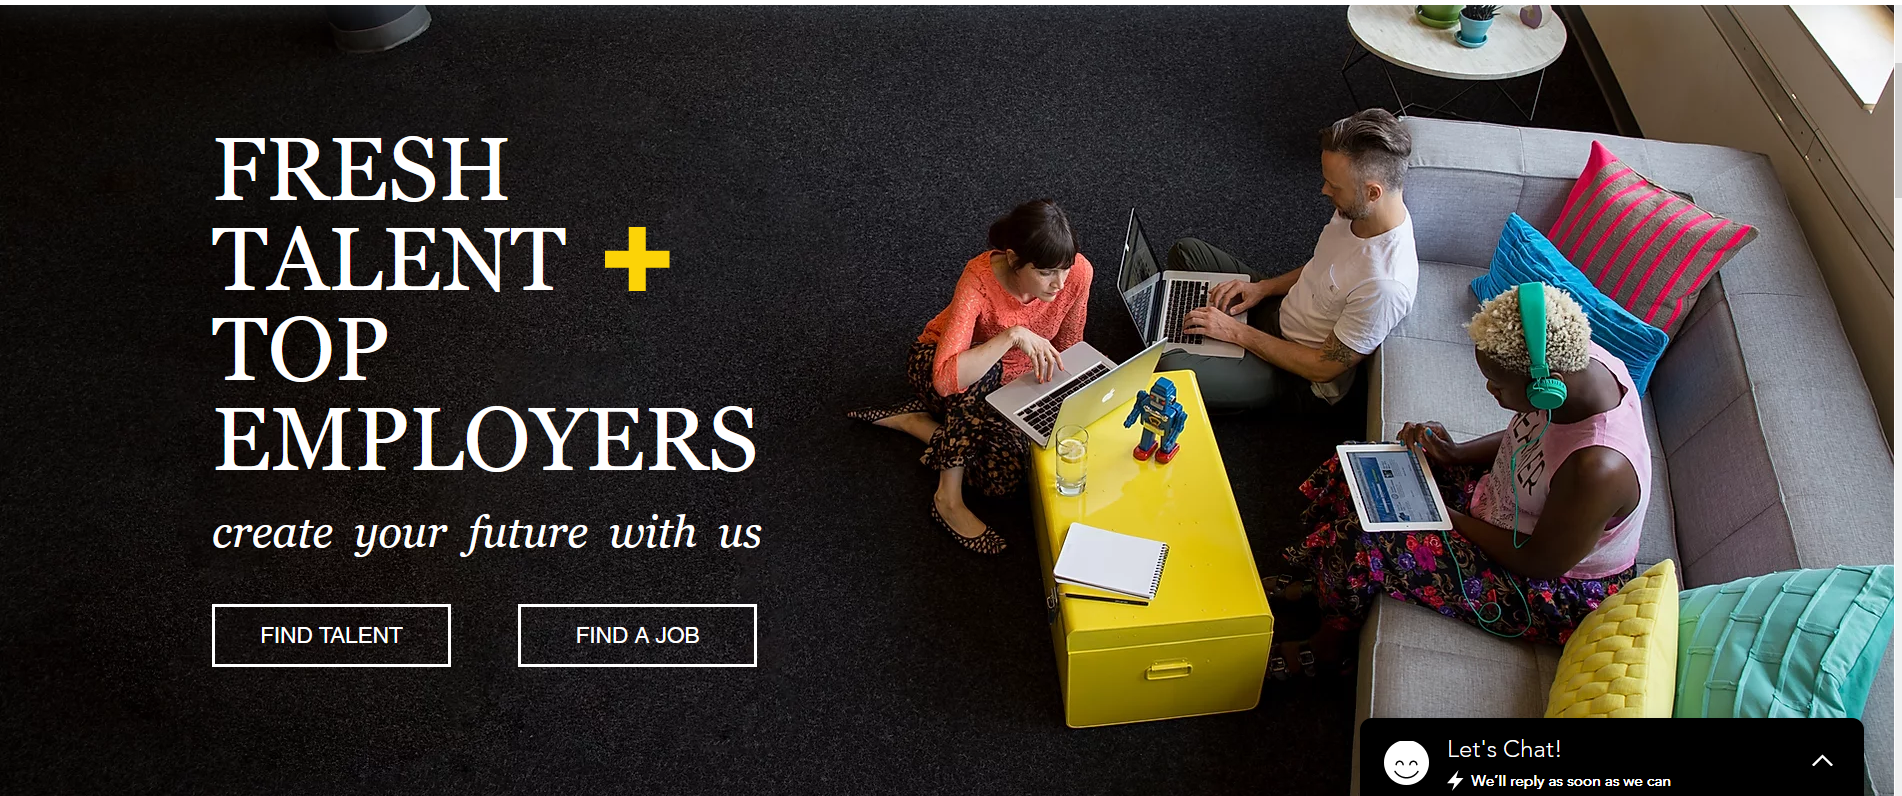 FRESH
TALENT +
TOP
EMPLOYERS
create your future with us
FIND TALENT
FIND A JOB
Let's Chat!
We'll reply as soon as we can